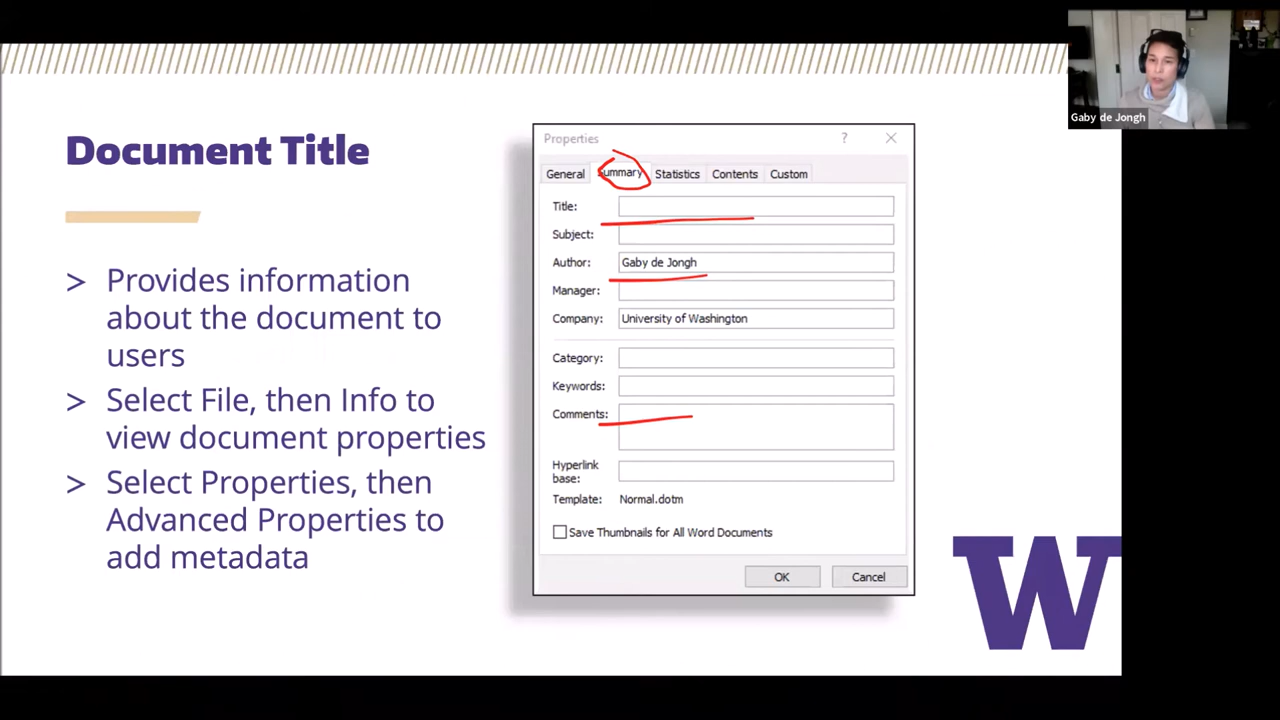 Gaby de Jongh
Document Title
> Provides information
about the document to
users
> Select File, then Info to
view document properties
> Select Properties, then
Advanced Properties to
add metadata
Properties ? ×
General Summary Statistics Contents Custom
Title:
Subject:
Author: Gaby de Jongh
Manager:
Company: University of Washington
Category:
Keywords:
Comments:
Hyperlink
base:
Template: Normal.dotm
Save Thumbnails for All Word Documents
OK Cancel
W